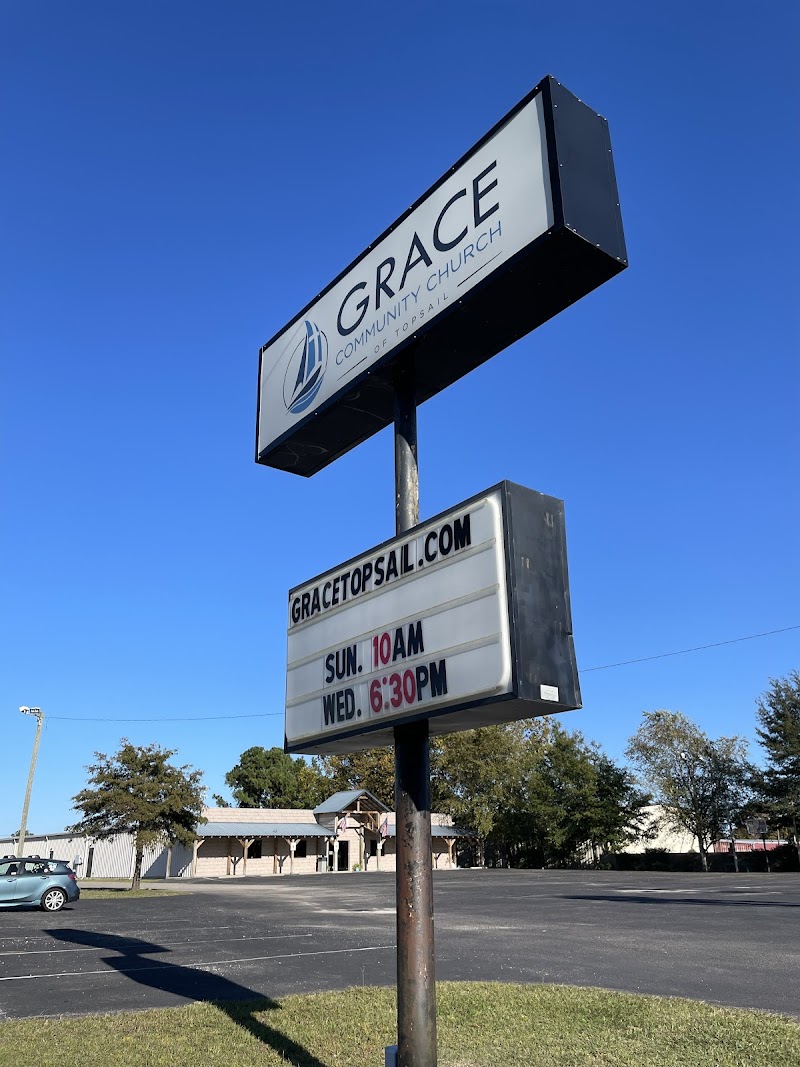 GRACE
COMMUNITY CHURCH
OF TOPSAIL
GRACETOPSAIL.COM
SUN. 10AM
WED. 6:30PM